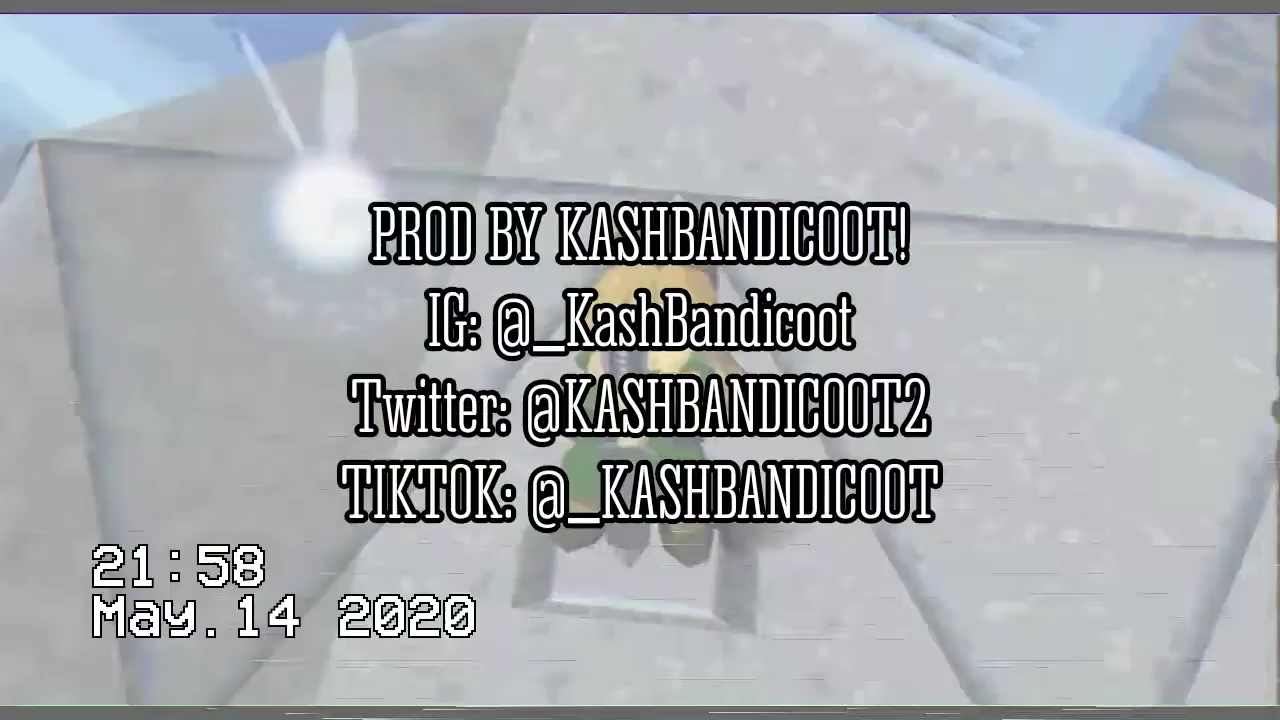 PROD BY KASHBANDICOOT!
IG: @_KashBandicoot
Twitter: @KASHBANDICOOT2
TIKTOK: @_KASHBANDICOOT
21:58
May.14 2020